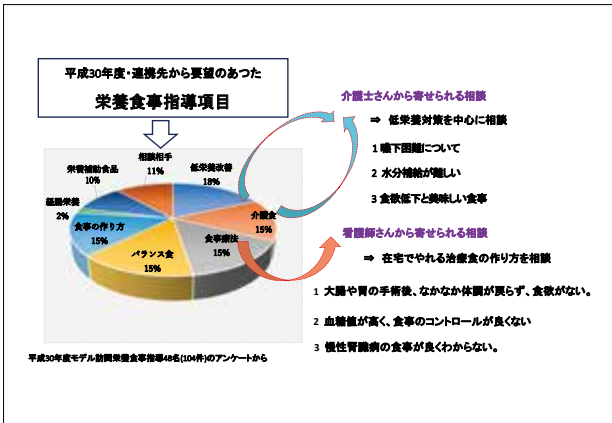 平成30年度・連携先から要望のあつた
栄養食事指導項目
相談相手
11%
低栄養改善
18%
栄養補助食品
10%
経腸栄養
2%
介護食
15%
食事の作り方
15%
食事療法
15%
バランス食
15%
平成30年度モデル訪問栄養食事指導48名(104件)のアンケートから
介護士さんから寄せられる相談
⇒ 低栄養対策を中心に相談
1 嚥下困難について
2 水分補給が難しい
3 食欲低下と美味しい食事
看護師さんから寄せられる相談
⇒ 在宅でやれる治療食の作り方を相談
1 大腸や胃の手術後、なかなか体調が戻らず、食欲がない。
2 血糖値が高く、食事のコントロールが良くない
3 慢性腎臓病の食事が良くわからない。